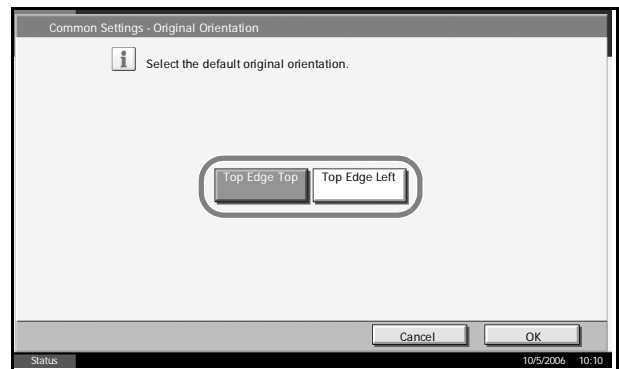 Common Settings - Original Orientation
i Select the default original orientation.
Top Edge Top Top Edge Left
Cancel OK
Status 10/5/2006 10:10